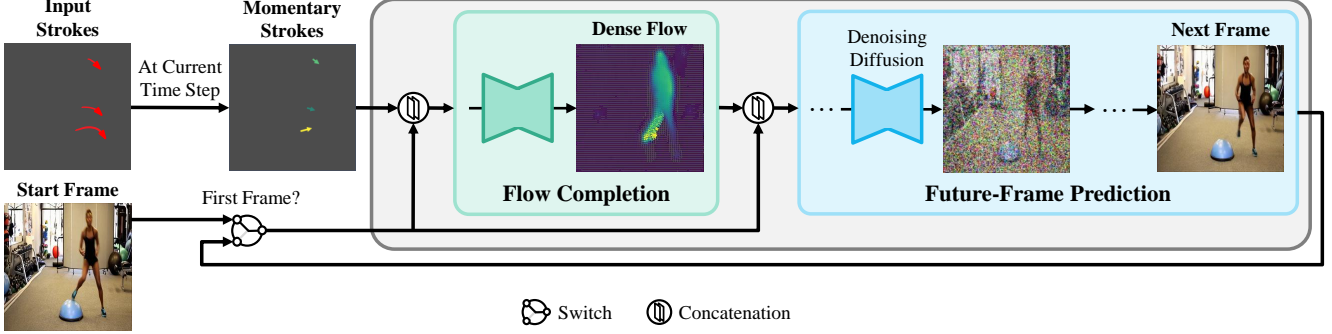 Input
Strokes
Momentary
Strokes
At Current
Time Step
Dense Flow
Flow Completion
Denoising
Diffusion
Next Frame
Future-Frame Prediction
Start Frame
First Frame?
Switch
Concatenation